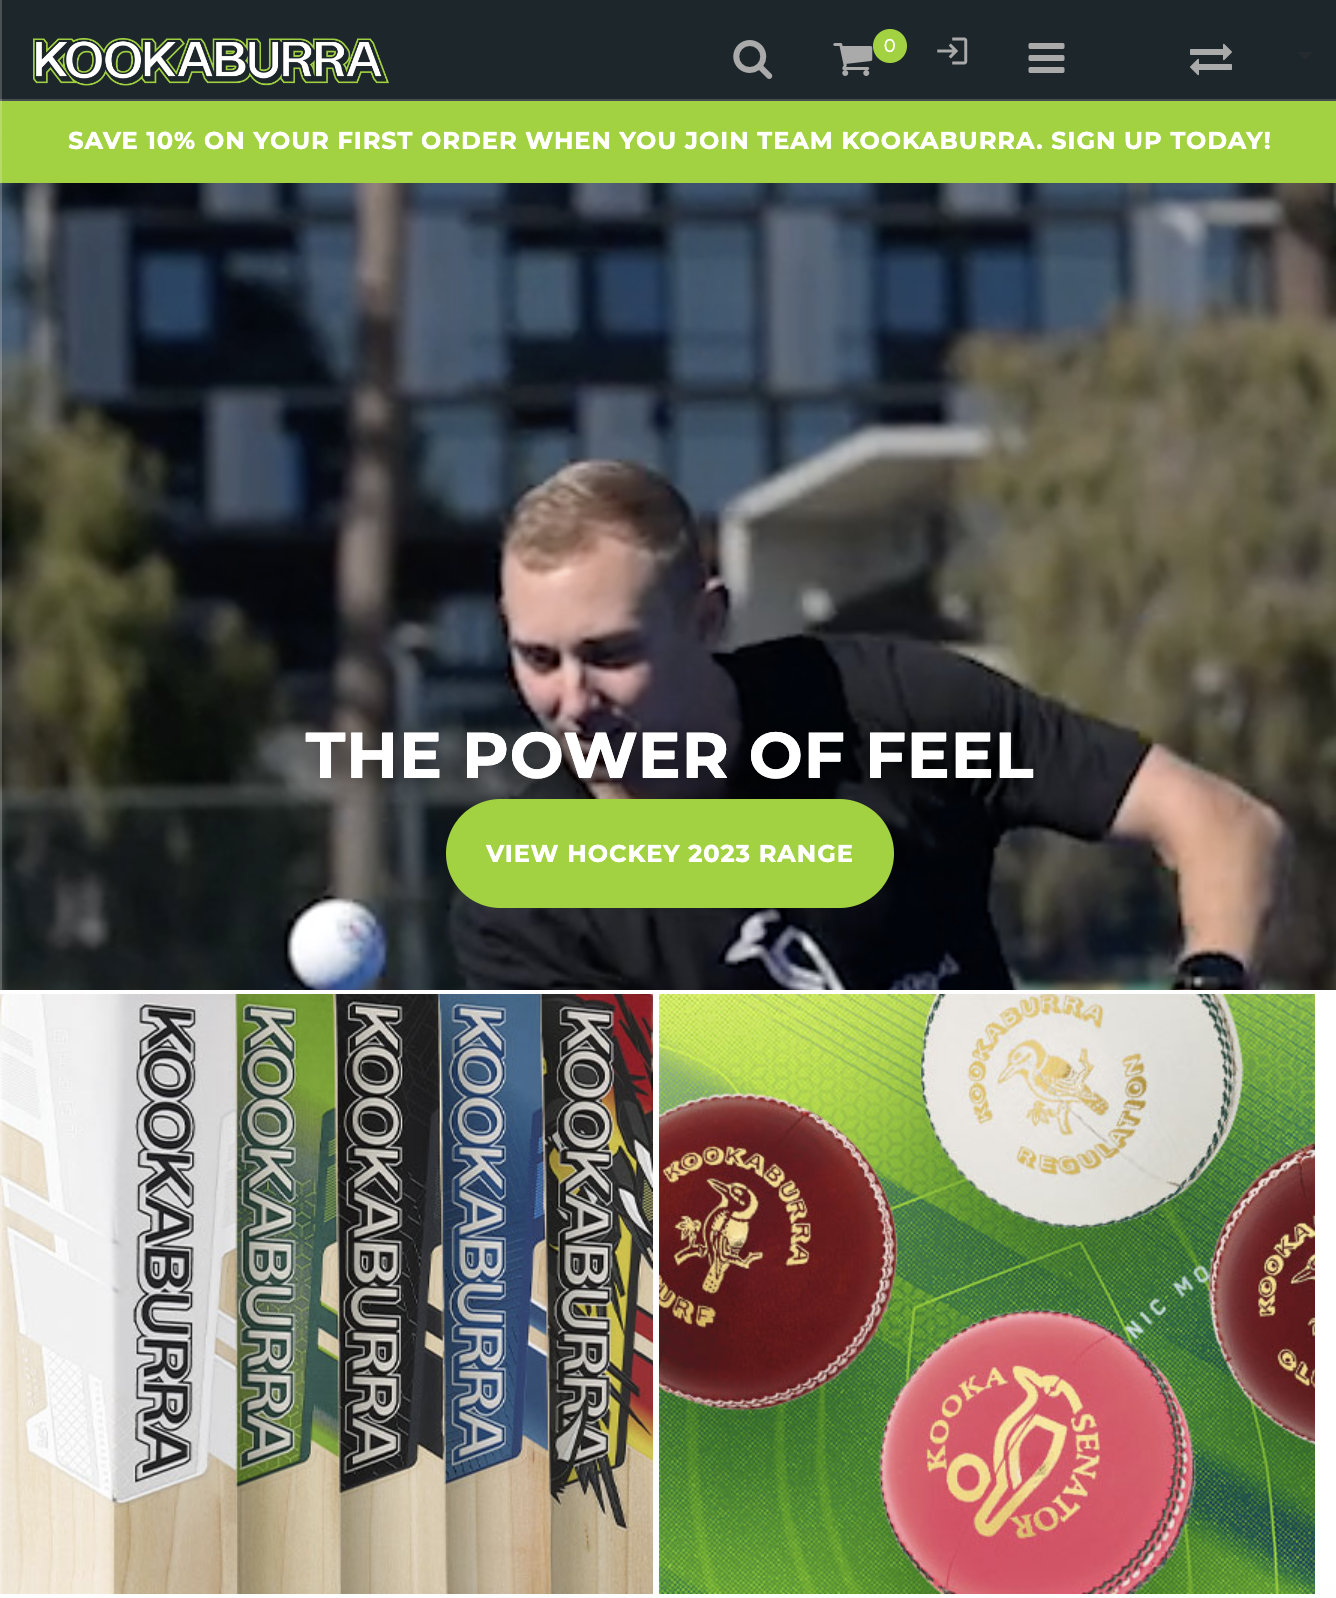 KOOKABURRA
0
SAVE 10% ON YOUR FIRST ORDER WHEN YOU JOIN TEAM KOOKABURRA. SIGN UP TODAY!
THE POWER OF FEEL
VIEW HOCKEY 2023 RANGE
KOOKABURRA
KOOKABURRA
KOOKABURRA
KOOKABURRA
KOOKABURRA
KOOKABURRA
REGULATION
KOOKABURRA
URF
NIC MO
KOOKA
KOOKA
SENATOR